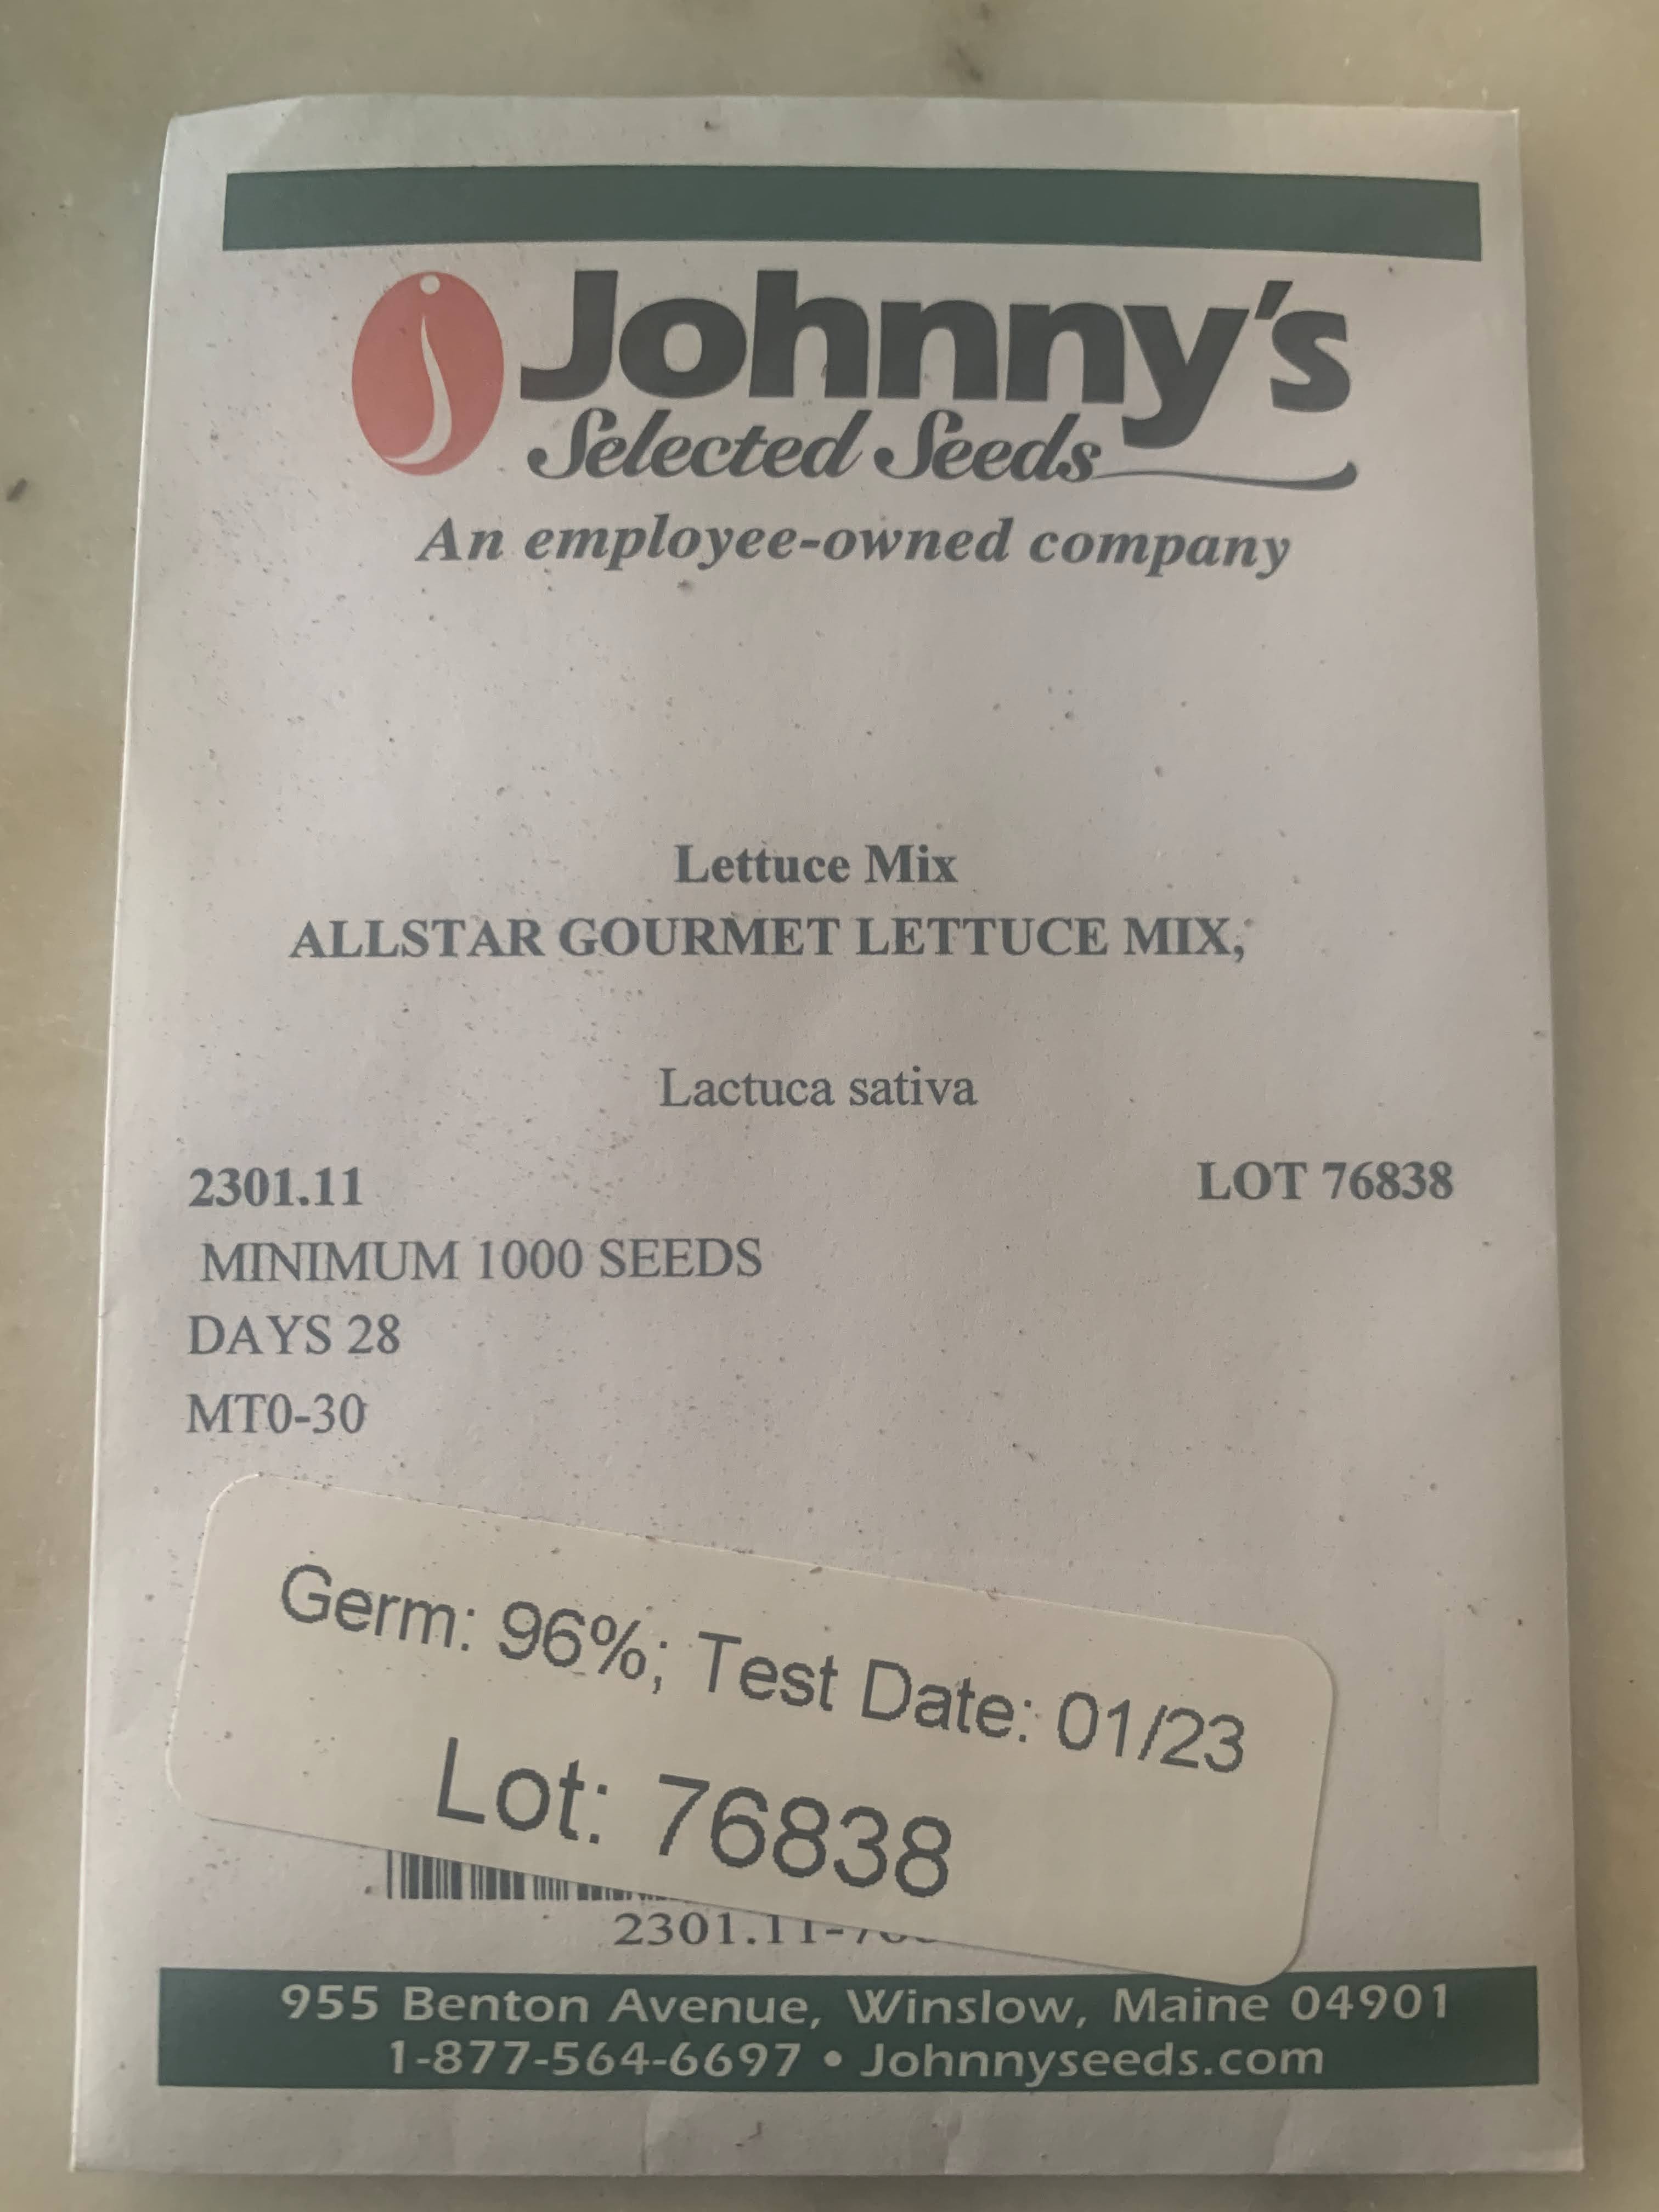 Johnny's
Selected Seeds
An employee-owned company
Lettuce Mix
ALLSTAR GOURMET LETTUCE MIX,
Lactuca sativa
2301.11 LOT 76838
MINIMUM 1000 SEEDS
DAYS 28
MT0-30
Germ: 96%; Test Date: 01/23
Lot: 76838
2301.11-
955 Benton Avenue, Winslow, Maine 04901
1-877-564-6697 • Johnnyseeds.com